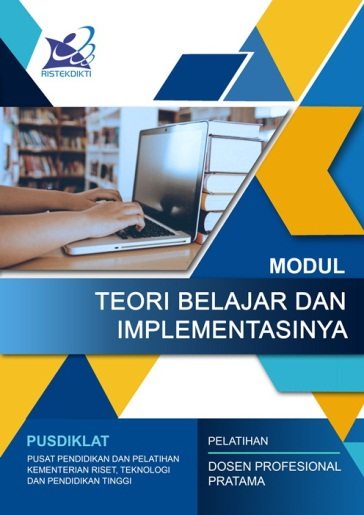 RISTEKDIKTI
MODUL
TEORI BELAJAR DAN
IMPLEMENTASINYA
PUSDIKLAT
PUSAT PENDIDIKAN DAN PELATIHAN
KEMENTERIAN RISET, TEKNOLOGI
DAN PENDIDIKAN TINGGI
PELATIHAN
DOSEN PROFESIONAL
PRATAMA